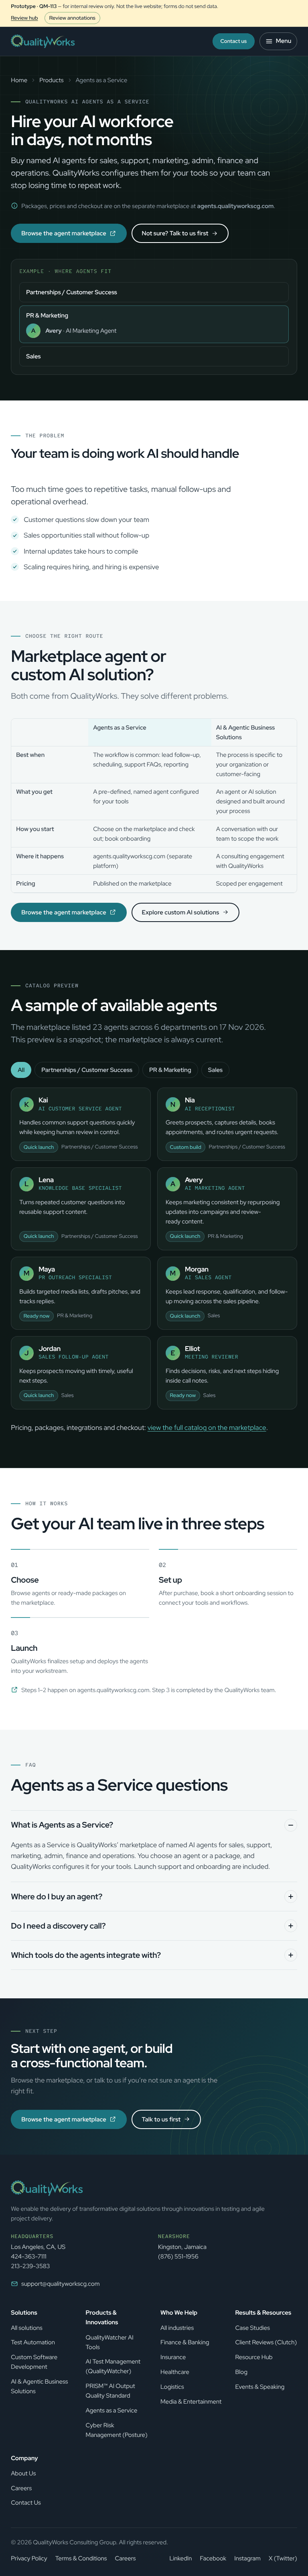 Prototype · QM-113 — for internal review only. Not the live website; forms do not send data.
Review hub Review annotations
QualityWorks Contact us Menu
Home › Products › Agents as a Service
QUALITYWORKS AI AGENTS AS A SERVICE
Hire your AI workforce
in days, not months
Buy named AI agents for sales, support, marketing, admin, finance and
operations. QualityWorks configures them for your tools so your team can
stop losing time to repeat work.
Packages, prices and checkout are on the separate marketplace at agents.qualityworkscg.com.
Browse the agent marketplace Not sure? Talk to us first →
EXAMPLE · WHERE AGENTS FIT
Partnerships / Customer Success
PR & Marketing
A Avery · AI Marketing Agent
Sales
THE PROBLEM
Your team is doing work AI should handle
Too much time goes to repetitive tasks, manual follow-ups and
operational overhead.
Customer questions slow down your team
Sales opportunities stall without follow-up
Internal updates take hours to compile
Scaling requires hiring, and hiring is expensive
CHOOSE THE RIGHT ROUTE
Marketplace agent or
custom AI solution?
Both come from QualityWorks. They solve different problems.
Agents as a Service AI & Agentic Business
Solutions
Best when The workflow is common: lead follow-up, The process is specific to
scheduling, support FAQs, reporting your organization or
customer-facing
What you get A pre-defined, named agent configured An agent or AI solution
for your tools designed and built around
your process
How you start Choose on the marketplace and check A conversation with our
out; book onboarding team to scope the work
Where it happens agents.qualityworkscg.com (separate A consulting engagement
platform) with QualityWorks
Pricing Published on the marketplace Scoped per engagement
Browse the agent marketplace Explore custom AI solutions →
CATALOG PREVIEW
A sample of available agents
The marketplace listed 23 agents across 6 departments on 17 Nov 2026.
This preview is a snapshot; the marketplace is always current.
All Partnerships / Customer Success PR & Marketing Sales
K Kai
AI CUSTOMER SERVICE AGENT
Handles common support questions quickly
while keeping human review in control.
Quick launch Partnerships / Customer Success
N Nia
AI RECEPTIONIST
Greets prospects, captures details, books
appointments, and routes urgent requests.
Custom build Partnerships / Customer Success
L Lena
KNOWLEDGE BASE SPECIALIST
Turns repeated customer questions into
reusable support content.
Quick launch Partnerships / Customer Success
A Avery
AI MARKETING AGENT
Keeps marketing consistent by repurposing
updates into campaigns and review-
ready content.
Quick launch PR & Marketing
M Maya
PR OUTREACH SPECIALIST
Builds targeted media lists, drafts pitches, and
tracks replies.
Ready now PR & Marketing
M Morgan
AI SALES AGENT
Keeps lead response, qualification, and follow-
up moving across the sales pipeline.
Quick launch Sales
J Jordan
SALES FOLLOW-UP AGENT
Keeps prospects moving with timely, useful
next steps.
Quick launch Sales
E Elliot
MEETING REVIEWER
Finds decisions, risks, and next steps hiding
inside call notes.
Ready now Sales
Pricing, packages, integrations and checkout: view the full catalog on the marketplace.
HOW IT WORKS
Get your AI team live in three steps
01
Choose
Browse agents or ready-made packages on
the marketplace.
02
Set up
After purchase, book a short onboarding session to
connect your tools and workflows.
03
Launch
QualityWorks finalizes setup and deploys the agents
into your workstream.
Steps 1–2 happen on agents.qualityworkscg.com. Step 3 is completed by the QualityWorks team.
FAQ
Agents as a Service questions
What is Agents as a Service? −
Agents as a Service is QualityWorks' marketplace of named AI agents for sales, support,
marketing, admin, finance and operations. You choose an agent or a package, and
QualityWorks configures it for your tools. Launch support and onboarding are included.
Where do I buy an agent? +
Do I need a discovery call? +
Which tools do the agents integrate with? +
NEXT STEP
Start with one agent, or build
a cross-functional team.
Browse the marketplace, or talk to us if you're not sure an agent is the
right fit.
Browse the agent marketplace Talk to us first →
QualityWorks
We enable the delivery of transformative digital solutions through innovations in testing and agile
project delivery.
HEADQUARTERS
Los Angeles, CA, US
424-363-7111
213-239-3583
NEARSHORE
Kingston, Jamaica
(876) 551-1956
support@qualityworkscg.com
Solutions
All solutions
Test Automation
Custom Software
Development
AI & Agentic Business
Solutions
Products &
Innovations
QualityWatcher AI
Tools
AI Test Management
(QualityWatcher)
PRISM™ AI Output
Quality Standard
Agents as a Service
Cyber Risk
Management (Posture)
Who We Help
All industries
Finance & Banking
Insurance
Healthcare
Logistics
Media & Entertainment
Results & Resources
Case Studies
Client Reviews (Clutch)
Resource Hub
Blog
Events & Speaking
Company
About Us
Careers
Contact Us
© 2026 QualityWorks Consulting Group. All rights reserved.
Privacy Policy Terms & Conditions Careers LinkedIn Facebook Instagram X (Twitter)